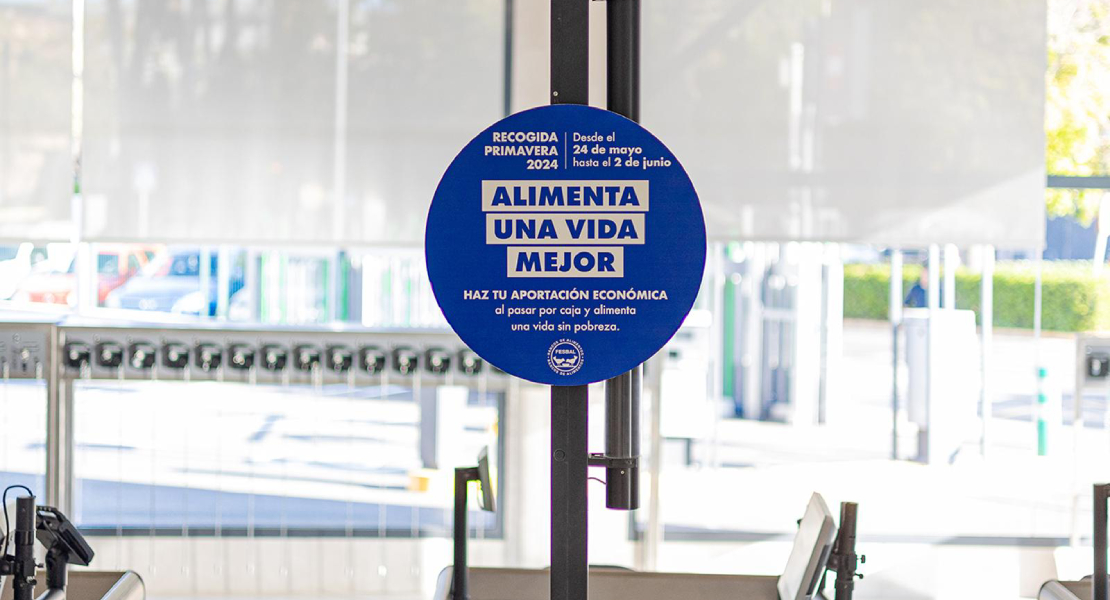 RECOGIDA
PRIMAVERA
2024
Desde el
24 de mayo
hasta el 2 de junio
ALIMENTA
UNA VIDA
MEJOR
HAZ TU APORTACIÓN ECONÓMICA
al pasar por caja y alimenta
una vida sin pobreza.
FESBAL